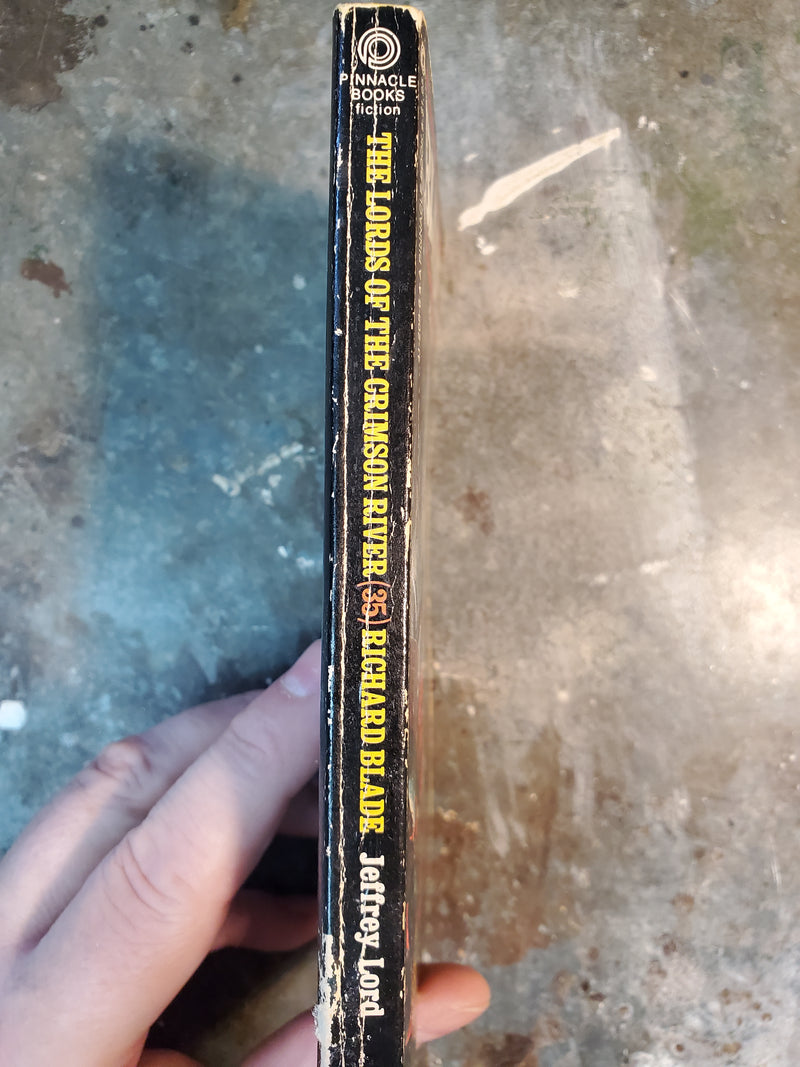 PINNACLE
BOOKS
fiction
THE LORDS OF THE CRIMSON RIVER (35) RICHARD BLADE Jeffrey Lord